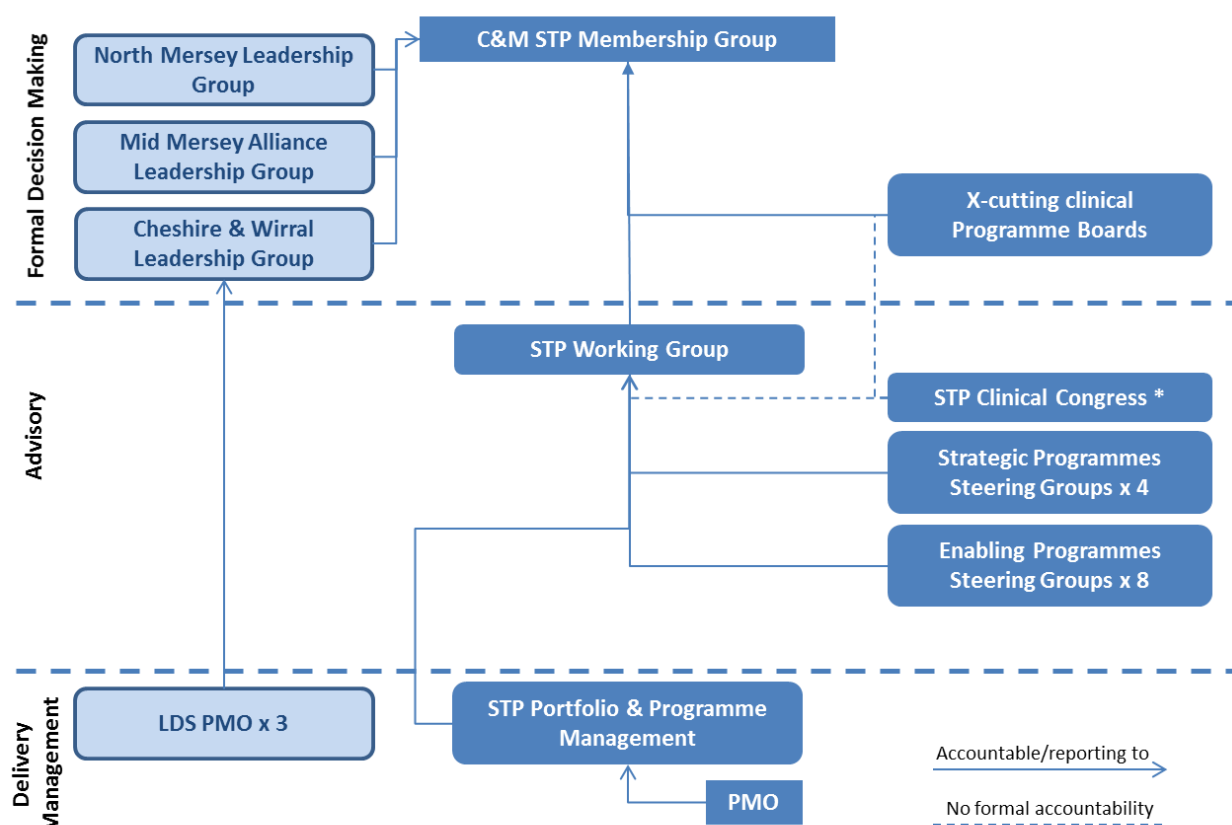 Formal Decision Making
North Mersey Leadership
Group
Mid Mersey Alliance
Leadership Group
Cheshire & Wirral
Leadership Group
C&M STP Membership Group
X-cutting clinical
Programme Boards
Advisory
STP Working Group
STP Clinical Congress *
Strategic Programmes
Steering Groups x 4
Enabling Programmes
Steering Groups x 8
Delivery
Management
LDS PMO x 3
STP Portfolio & Programme
Management
PMO
Accountable/reporting to
No formal accountability